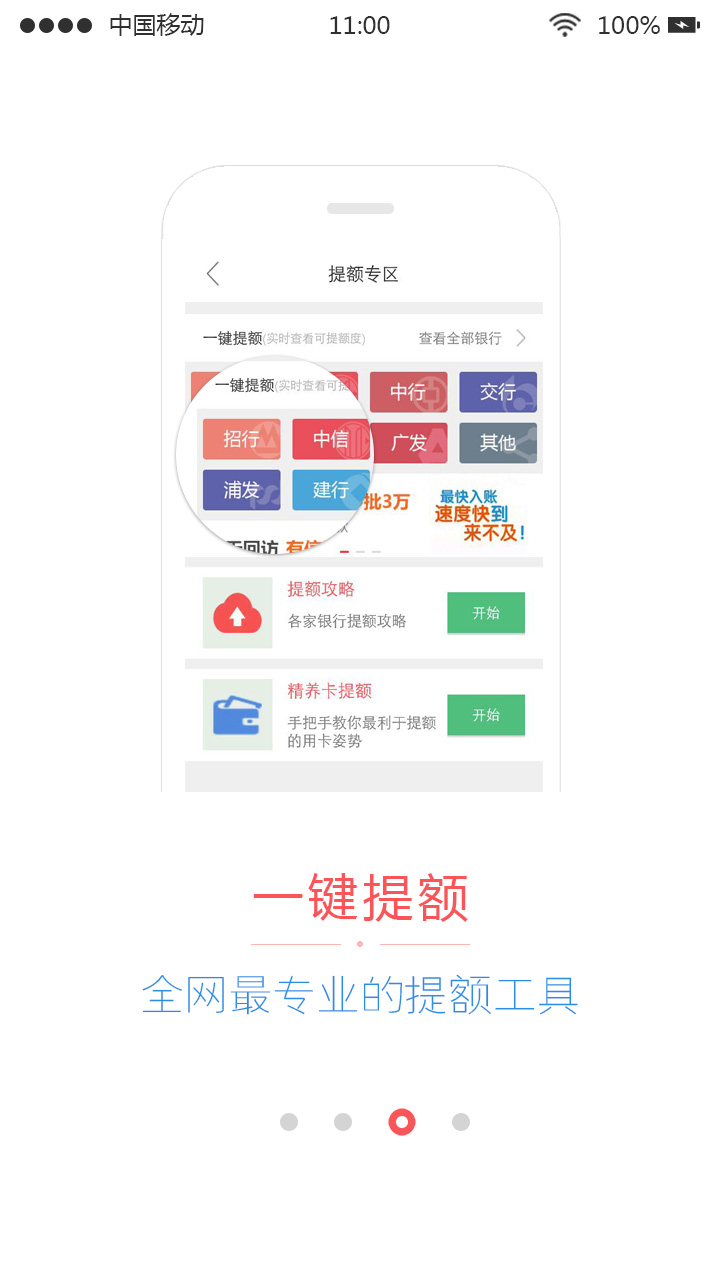 中国移动 11:00 100%
提额专区
一键提额(实时查看可提额度) 查看全部银行
一键提额(实时查看可提
中行 交行
招行 中信 广发 其他
浦发 建行
批3万 最快入账
速度快到
来不及!
回访 有
提额攻略
各家银行提额攻略
开始
精养卡提额
手把手教你最利于提额
的用卡姿势
开始
一键提额
全网最专业的提额工具